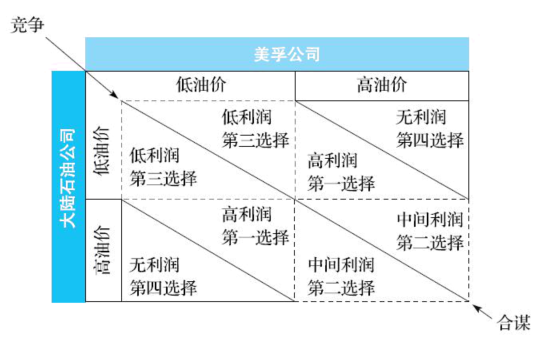 竞争
美孚公司
低油价
高油价
大陆石油公司
低油价
低利润
第三选择
低利润
第三选择
无利润
第四选择
高利润
第一选择
高油价
高利润
第一选择
无利润
第四选择
中间利润
第二选择
中间利润
第二选择
合谋